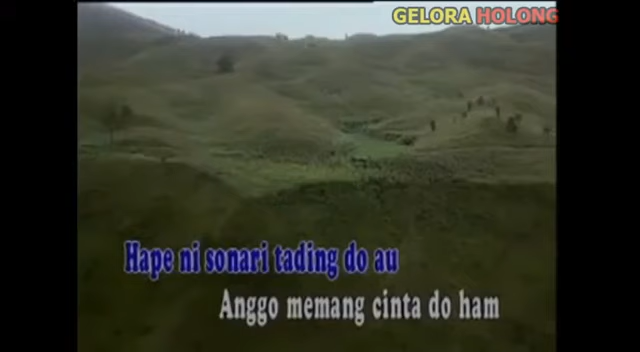 GELORA HOLONG
Hape ni sonari tading do au
Anggo memang cinta do ham